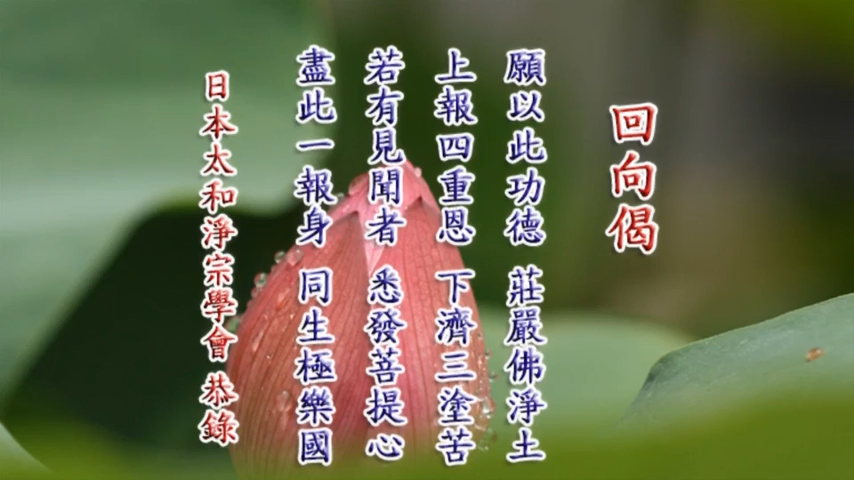 回向偈
願以此功德 莊嚴佛淨土
上報四重恩 下濟三塗苦
若有見聞者 悉發菩提心
盡此一報身 同生極樂國
日本太和淨宗學會 恭錄